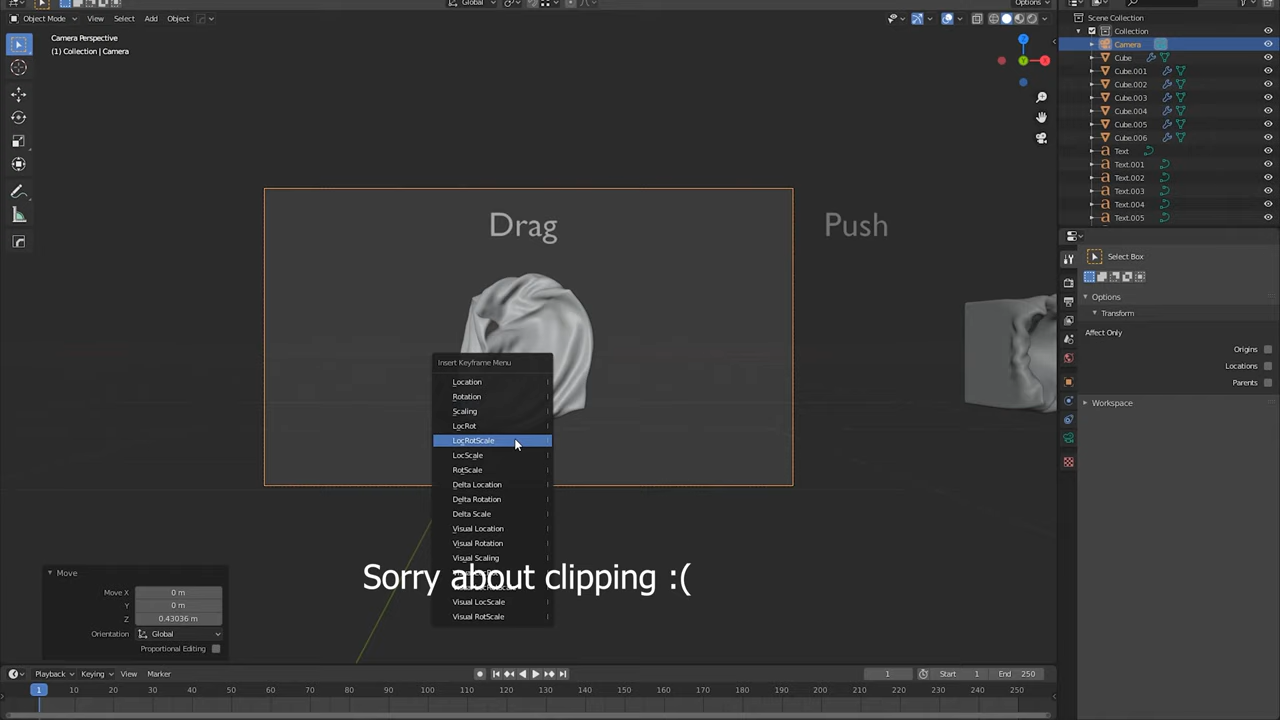 Global
Options
Object Mode
View
Select
Add
Object
Camera Perspective
(1) Collection | Camera
Z
X
Y
Drag
Push
Insert Keyframe Menu
Location
Rotation
Scaling
LocRot
LocRotScale
LocScale
RotScale
Delta Location
Delta Rotation
Delta Scale
Visual Location
Visual Rotation
Visual Scaling
Visual LocScale
Visual RotScale
Sorry about clipping :(
Move
Move X 0 m
Y 0 m
Z 0.43036 m
Orientation Global
Proportional Editing
Scene Collection
Collection
Camera
Cube
Cube.001
Cube.002
Cube.003
Cube.004
Cube.005
Cube.006
Text
Text.001
Text.002
Text.003
Text.004
Text.005
Select Box
Options
Transform
Affect Only
Origins
Locations
Parents
Workspace
Playback
Keying
View
Marker
1
Start 1
End 250
1 10 20 30 40 50 60 70 80 90 100 110 120 130 140 150 160 170 180 190 200 210 220 230 240 250